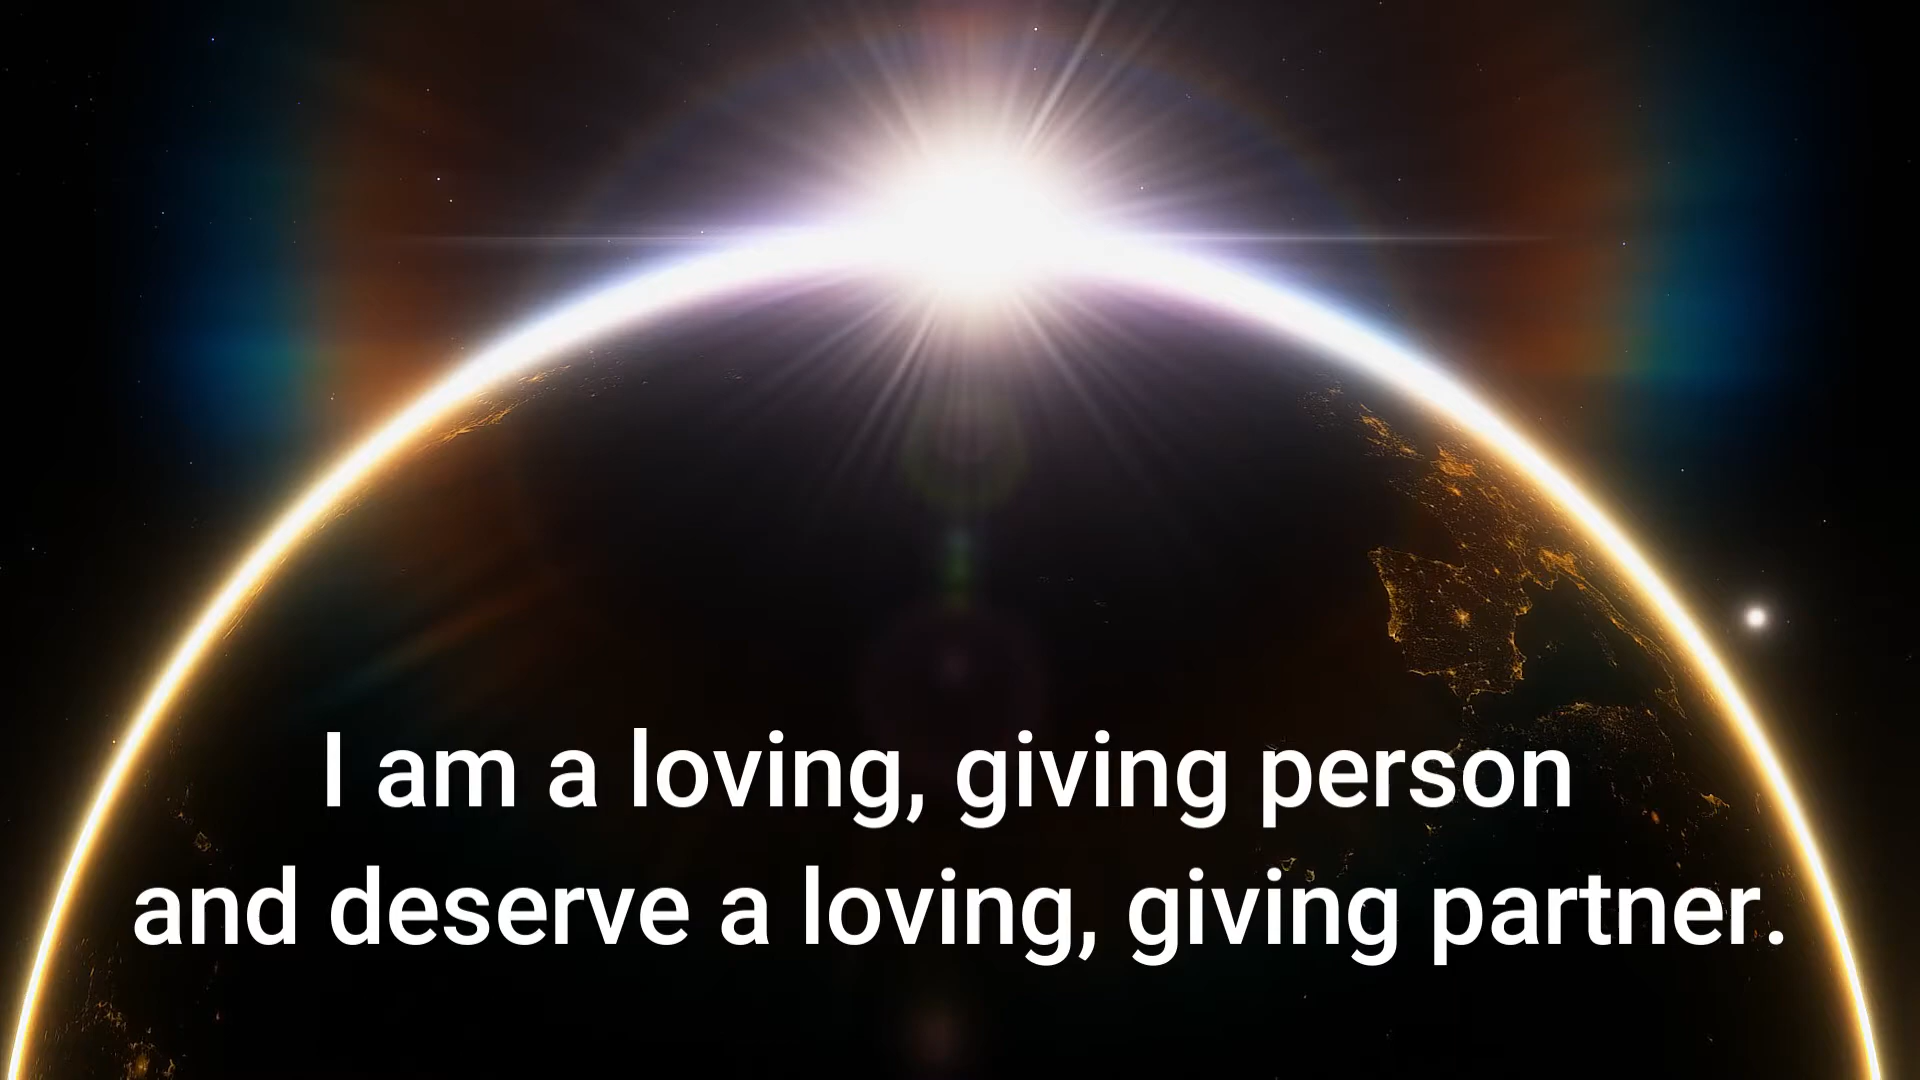 I am a loving, giving person
and deserve a loving, giving partner.